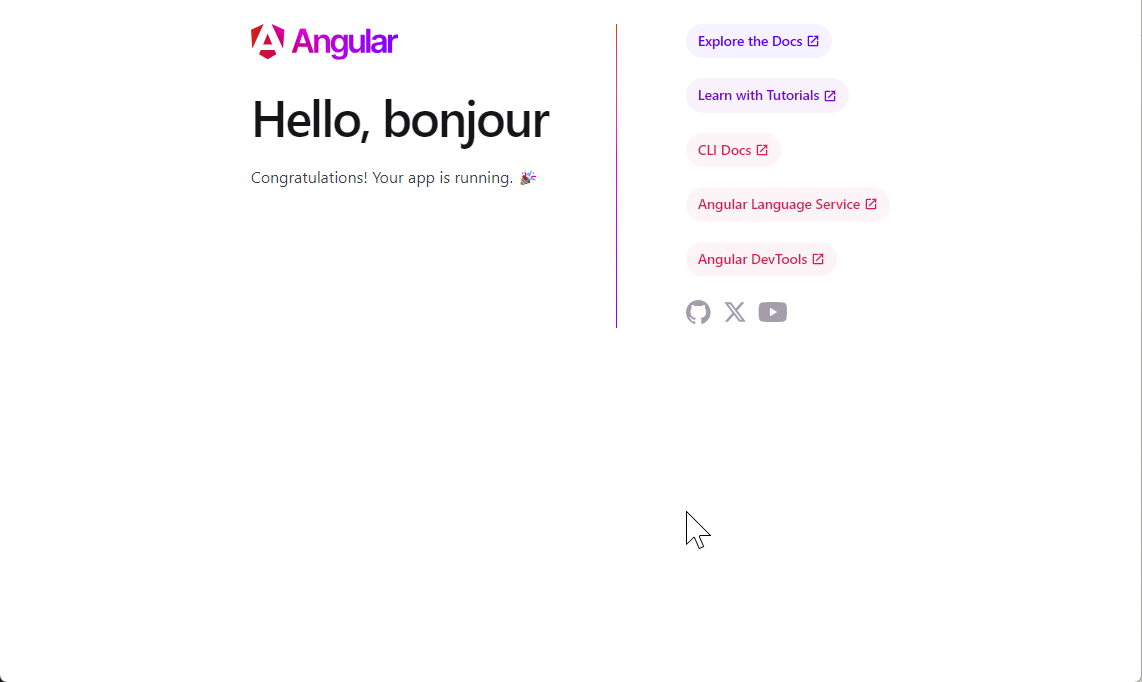 Angular
Hello, bonjour
Congratulations! Your app is running. 🎉
Explore the Docs
Learn with Tutorials
CLI Docs
Angular Language Service
Angular DevTools